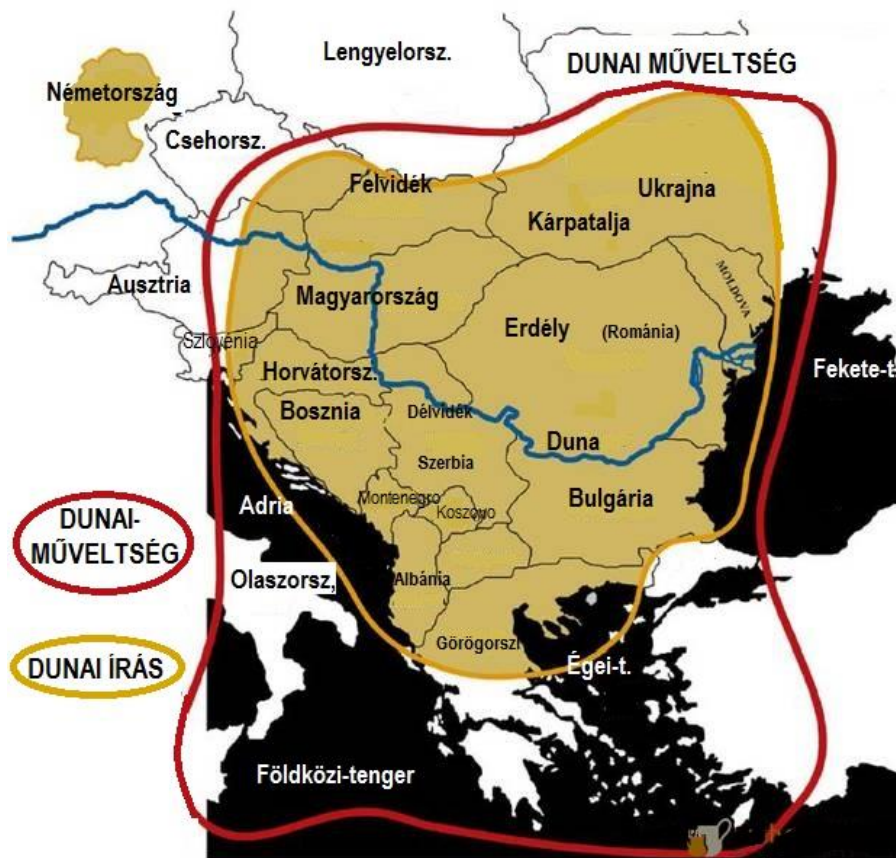 Lengyelorsz.
DUNAI MŰVELTSÉG
Németország
Csehorsz.
Felvidék
Ukrajna
Kárpatalja
Ausztria
Magyarország
MOLDOVA
Erdély
(Románia)
Szlovénia
Horvátorsz.
Fekete-t.
Bosznia
Délvidék
Duna
Szerbia
Bulgária
Montenegro
Koszovo
Adria
DUNAI-
MŰVELTSÉG
Albánia
Olaszorsz,
Görögorszi
DUNAI ÍRÁS
Égei-t.
Földközi-tenger